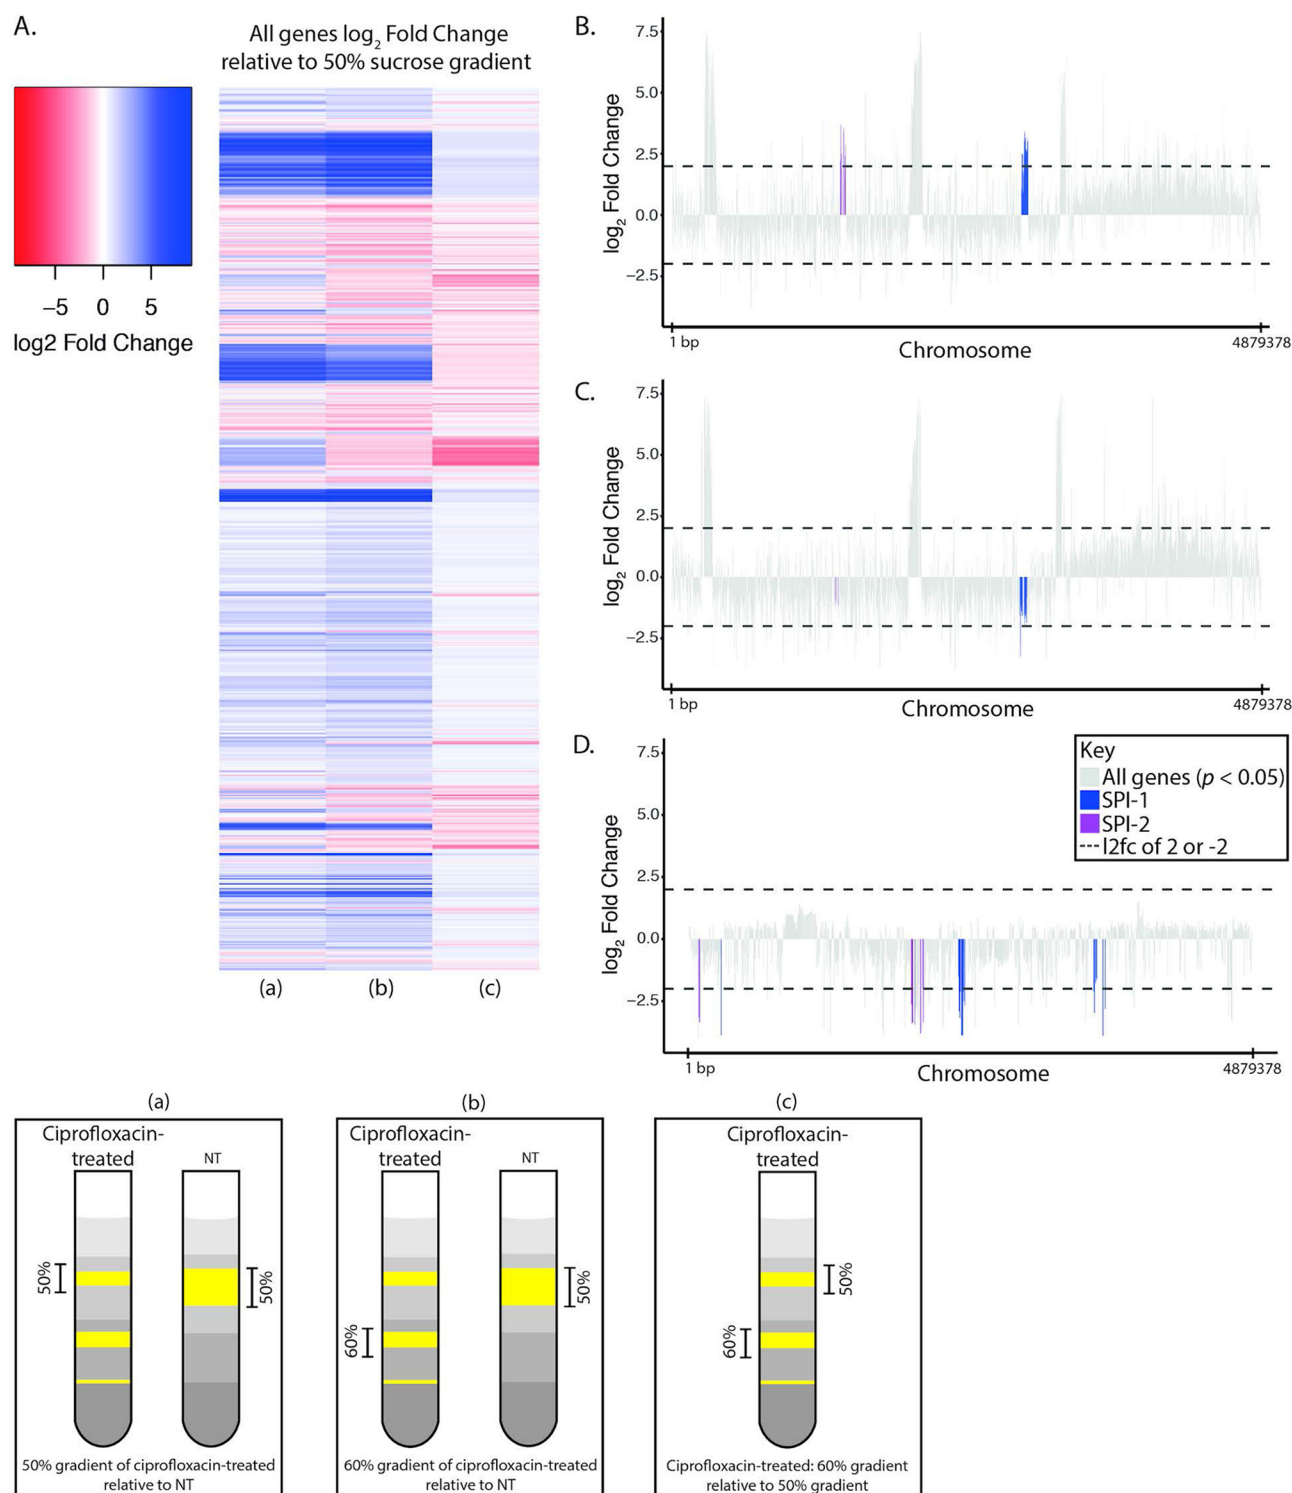 A.
All genes log2 Fold Change
relative to 50% sucrose gradient
−5 0 5
log2 Fold Change
(a) (b) (c)
B.
7.5
5.0
2.5
0.0
−2.5
log2 Fold Change
1 bp
Chromosome
4879378
C.
7.5
5.0
2.5
0.0
−2.5
log2 Fold Change
1 bp
Chromosome
4879378
D.
7.5
5.0
2.5
0.0
−2.5
log2 Fold Change
1 bp
Chromosome
4879378
Key
All genes (p < 0.05)
SPI-1
SPI-2
l2fc of 2 or -2
(a)
Ciprofloxacin-
treated
NT
50%
50%
50% gradient of ciprofloxacin-treated
relative to NT
(b)
Ciprofloxacin-
treated
NT
60%
50%
60% gradient of ciprofloxacin-treated
relative to NT
(c)
Ciprofloxacin-
treated
50%
60%
Ciprofloxacin-treated: 60% gradient
relative to 50% gradient